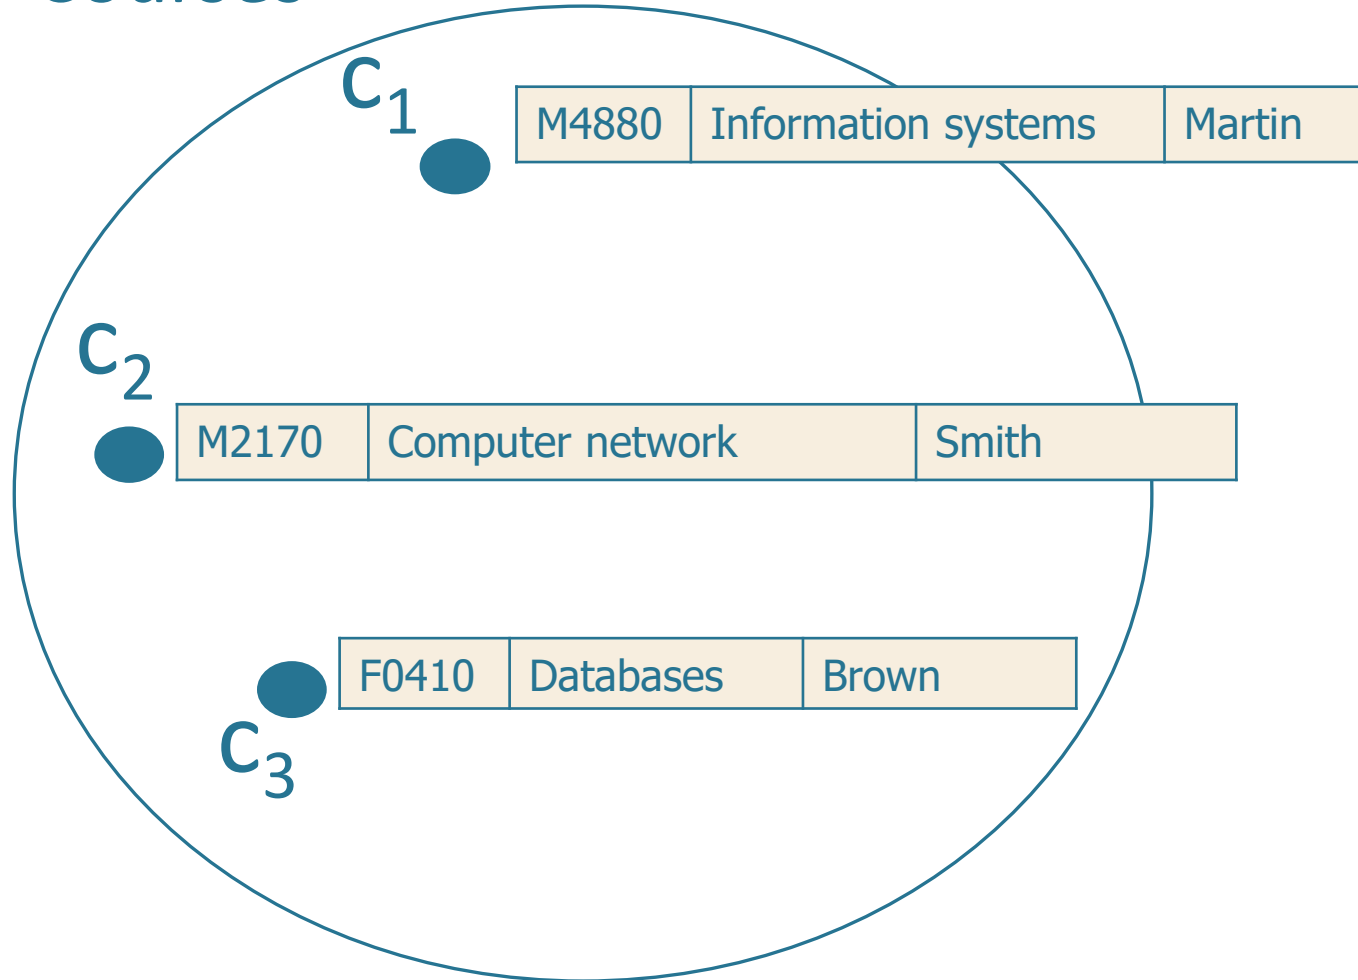 c1
M4880 Information systems Martin
c2
M2170 Computer network Smith
F0410 Databases Brown
c3